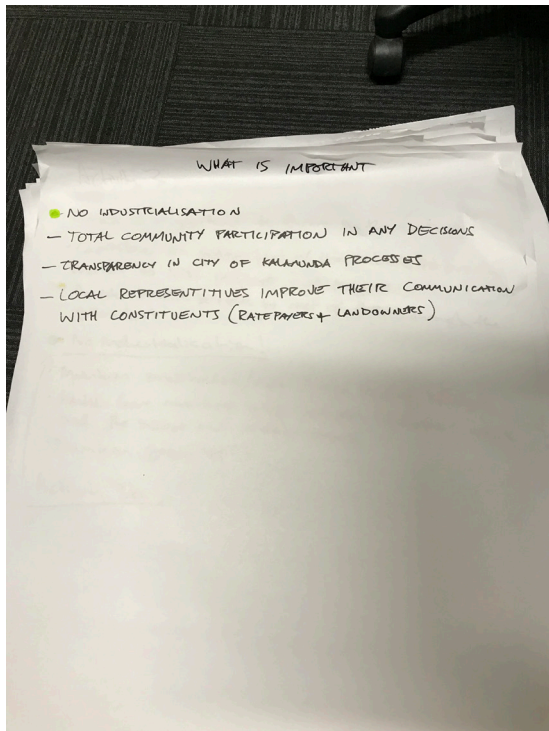 WHAT IS IMPORTANT
NO INDUSTRIALISATION
- TOTAL COMMUNITY PARTICIPATION IN ANY DECISIONS
- TRANSPARENCY IN CITY OF KALAMUNDA PROCESSES
- LOCAL REPRESENTITIVES IMPROVE THEIR COMMUNICATION
WITH CONSTITUENTS (RATEPAYERS & LANDOWNERS)